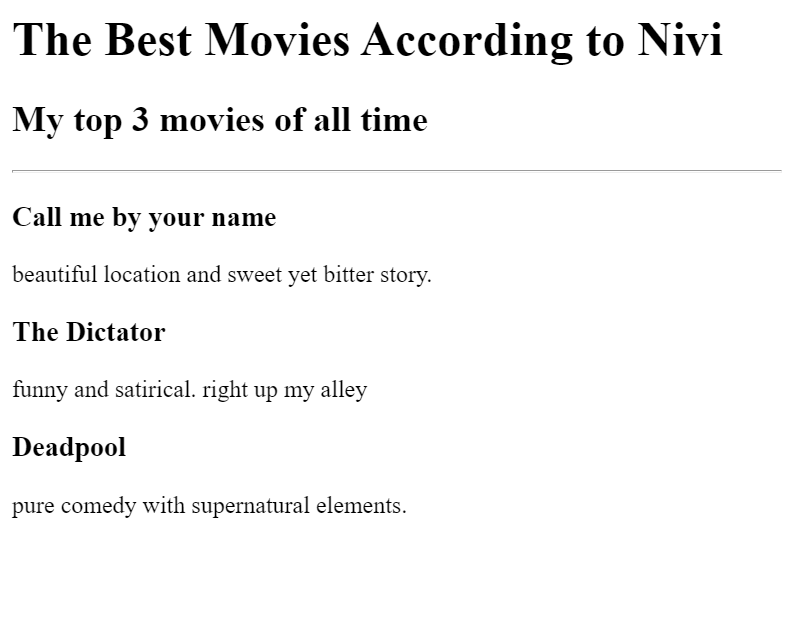 The Best Movies According to Nivi
My top 3 movies of all time
Call me by your name
beautiful location and sweet yet bitter story.
The Dictator
funny and satirical. right up my alley
Deadpool
pure comedy with supernatural elements.